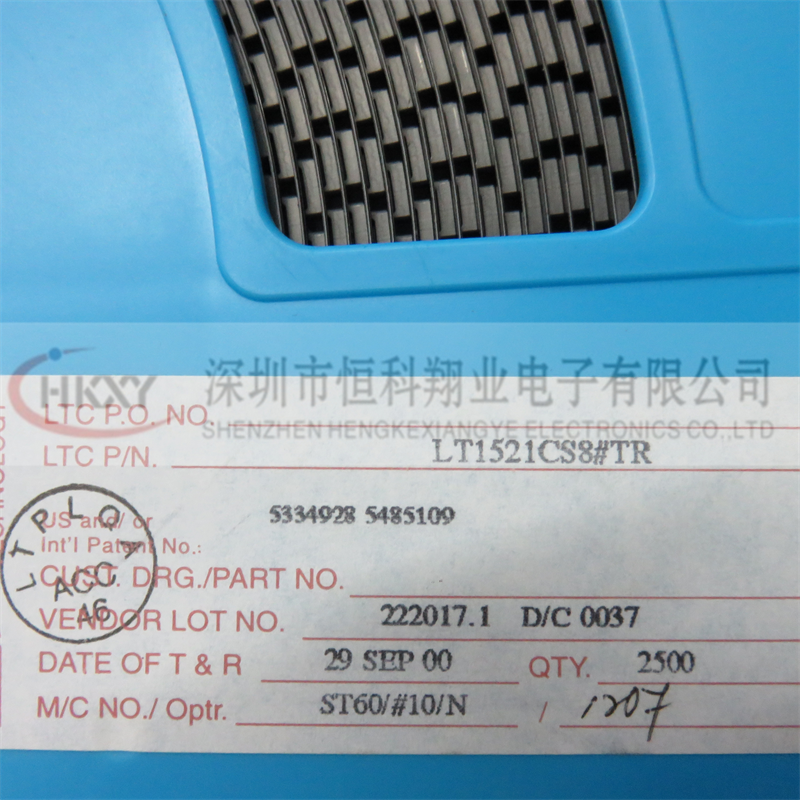 HKXY 深圳市恒科翔业电子有限公司
SHENZHEN HENGKEXIANGYE ELECTRONICS CO.,LTD
LTC P.O. NO.
LTC P/N. LT1521CS8#TR
US and/ or
Int'l Patent No.: 5334928 5485109
CUST. DRG./PART NO.
VENDOR LOT NO. 222017.1 D/C 0037
DATE OF T & R 29 SEP 00 QTY. 2500
M/C NO./ Optr. ST60/#10/N / 1207
ACC
A6